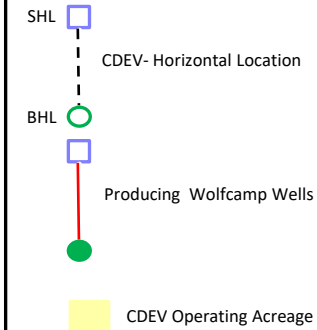 SHL
CDEV- Horizontal Location
BHL
Producing  Wolfcamp Wells
CDEV Operating Acreage